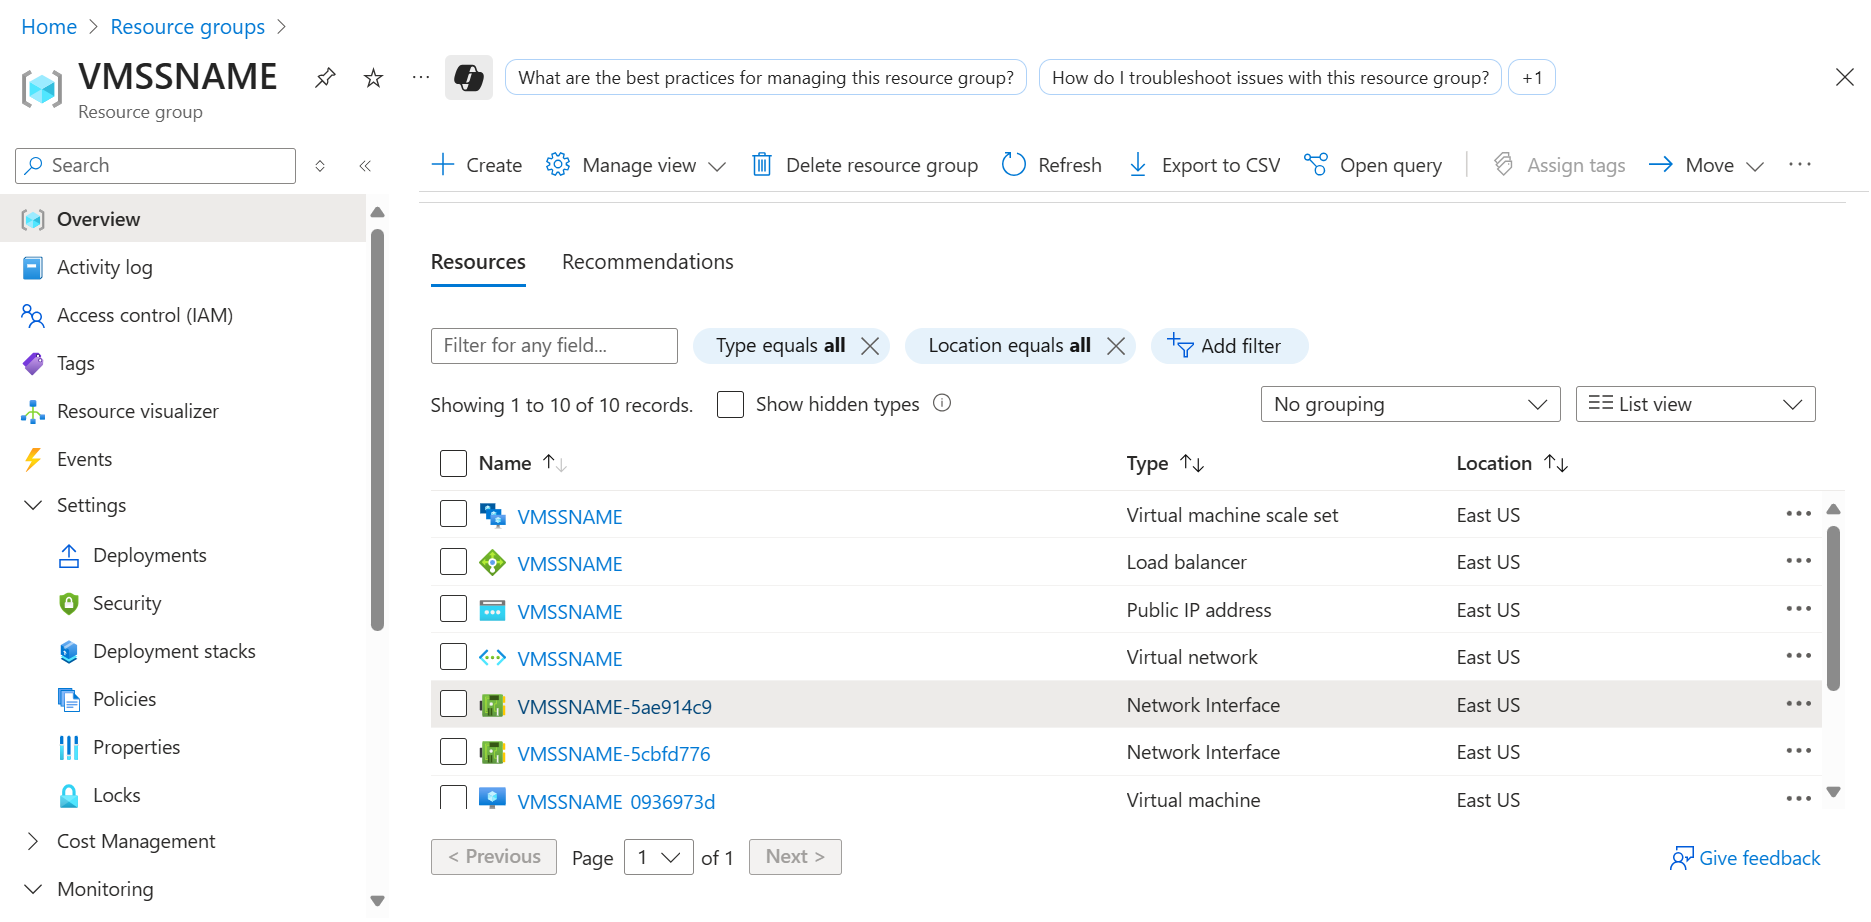 Home > Resource groups >
VMSSNAME
Resource group
What are the best practices for managing this resource group?
How do I troubleshoot issues with this resource group?
+1
Search
Create
Manage view
Delete resource group
Refresh
Export to CSV
Open query
Assign tags
Move
Overview
Activity log
Access control (IAM)
Tags
Resource visualizer
Events
Settings
Deployments
Security
Deployment stacks
Policies
Properties
Locks
Cost Management
Monitoring
Resources
Recommendations
Filter for any field...
Type equals all
Location equals all
Add filter
Showing 1 to 10 of 10 records.
Show hidden types
No grouping
List view
Name Type Location
VMSSNAME Virtual machine scale set East US
VMSSNAME Load balancer East US
VMSSNAME Public IP address East US
VMSSNAME Virtual network East US
VMSSNAME-5ae914c9 Network Interface East US
VMSSNAME-5cbfd776 Network Interface East US
VMSSNAME_0936973d Virtual machine East US
< Previous Page 1 of 1 Next >
Give feedback